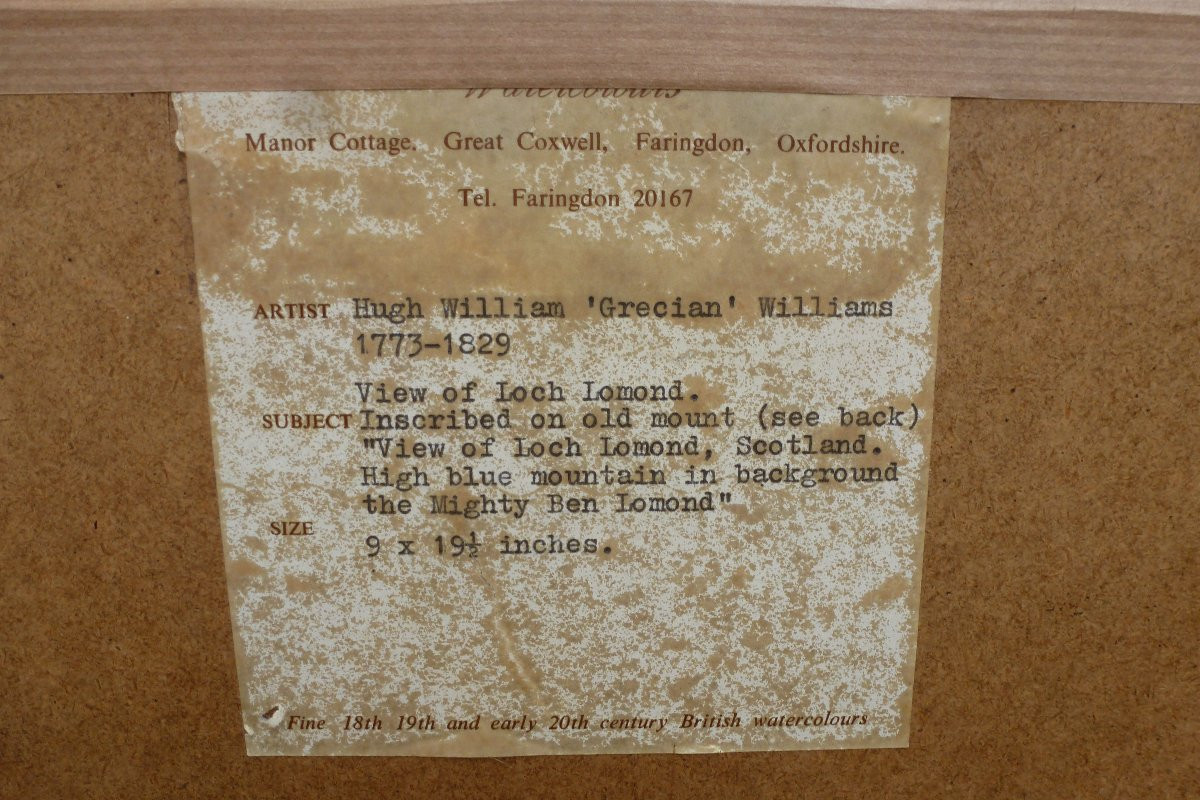 Watercolours
Manor Cottage. Great Coxwell, Faringdon, Oxfordshire.
Tel. Faringdon 20167
ARTIST Hugh William 'Grecian' Williams
1773-1829
View of Loch Lomond.
SUBJECT Inscribed on old mount (see back)
"View of Loch Lomond, Scotland.
High blue mountain in background
the Mighty Ben Lomond"
SIZE
9 x 19½ inches.
Fine 18th 19th and early 20th century British watercolours